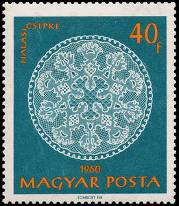 HALASI CSIPKE
40f
1960
MAGYAR POSTA